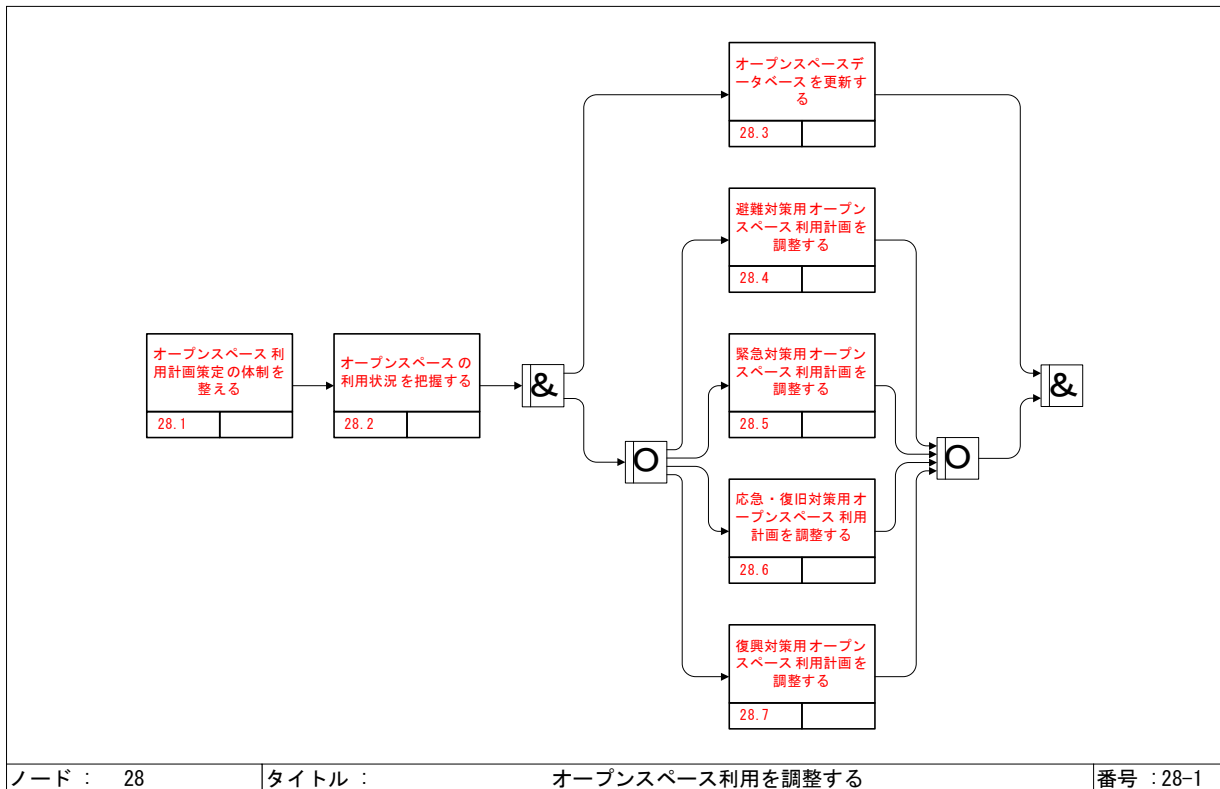 オープンスペースデ
ータベースを更新す
る
28.3
避難対策用オープン
スペース利用計画を
調整する
28.4
オープンスペース利
用計画策定の体制を
整える
28.1
オープンスペースの
利用状況を把握する
28.2
&
緊急対策用オープン
スペース利用計画を
調整する
28.5
&
O
O
応急・復旧対策用オ
ープンスペース利用
計画を調整する
28.6
復興対策用オープン
スペース利用計画を
調整する
28.7
ノード： 28 タイトル： オープンスペース利用を調整する 番号：28-1